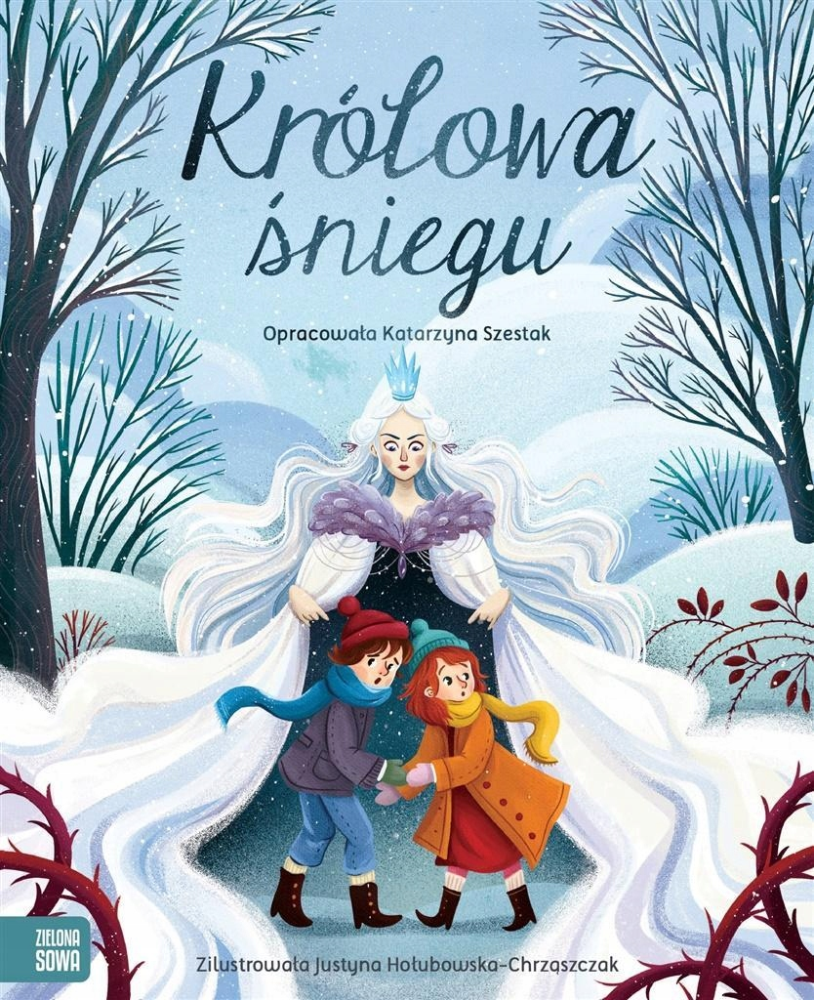 Królowa
śniegu
Opracowała Katarzyna Szestak
ZIELONA
SOWA
Zilustrowała Justyna Hołubowska-Chrząszczak